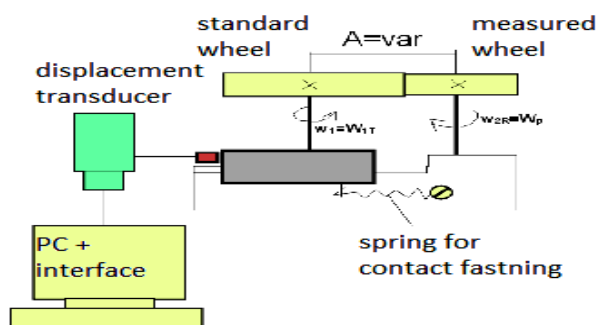 standard
wheel
measured
wheel
A=var
displacement
transducer
w₁=W₁T
w₂R=Wp
PC +
interface
spring for
contact fastning